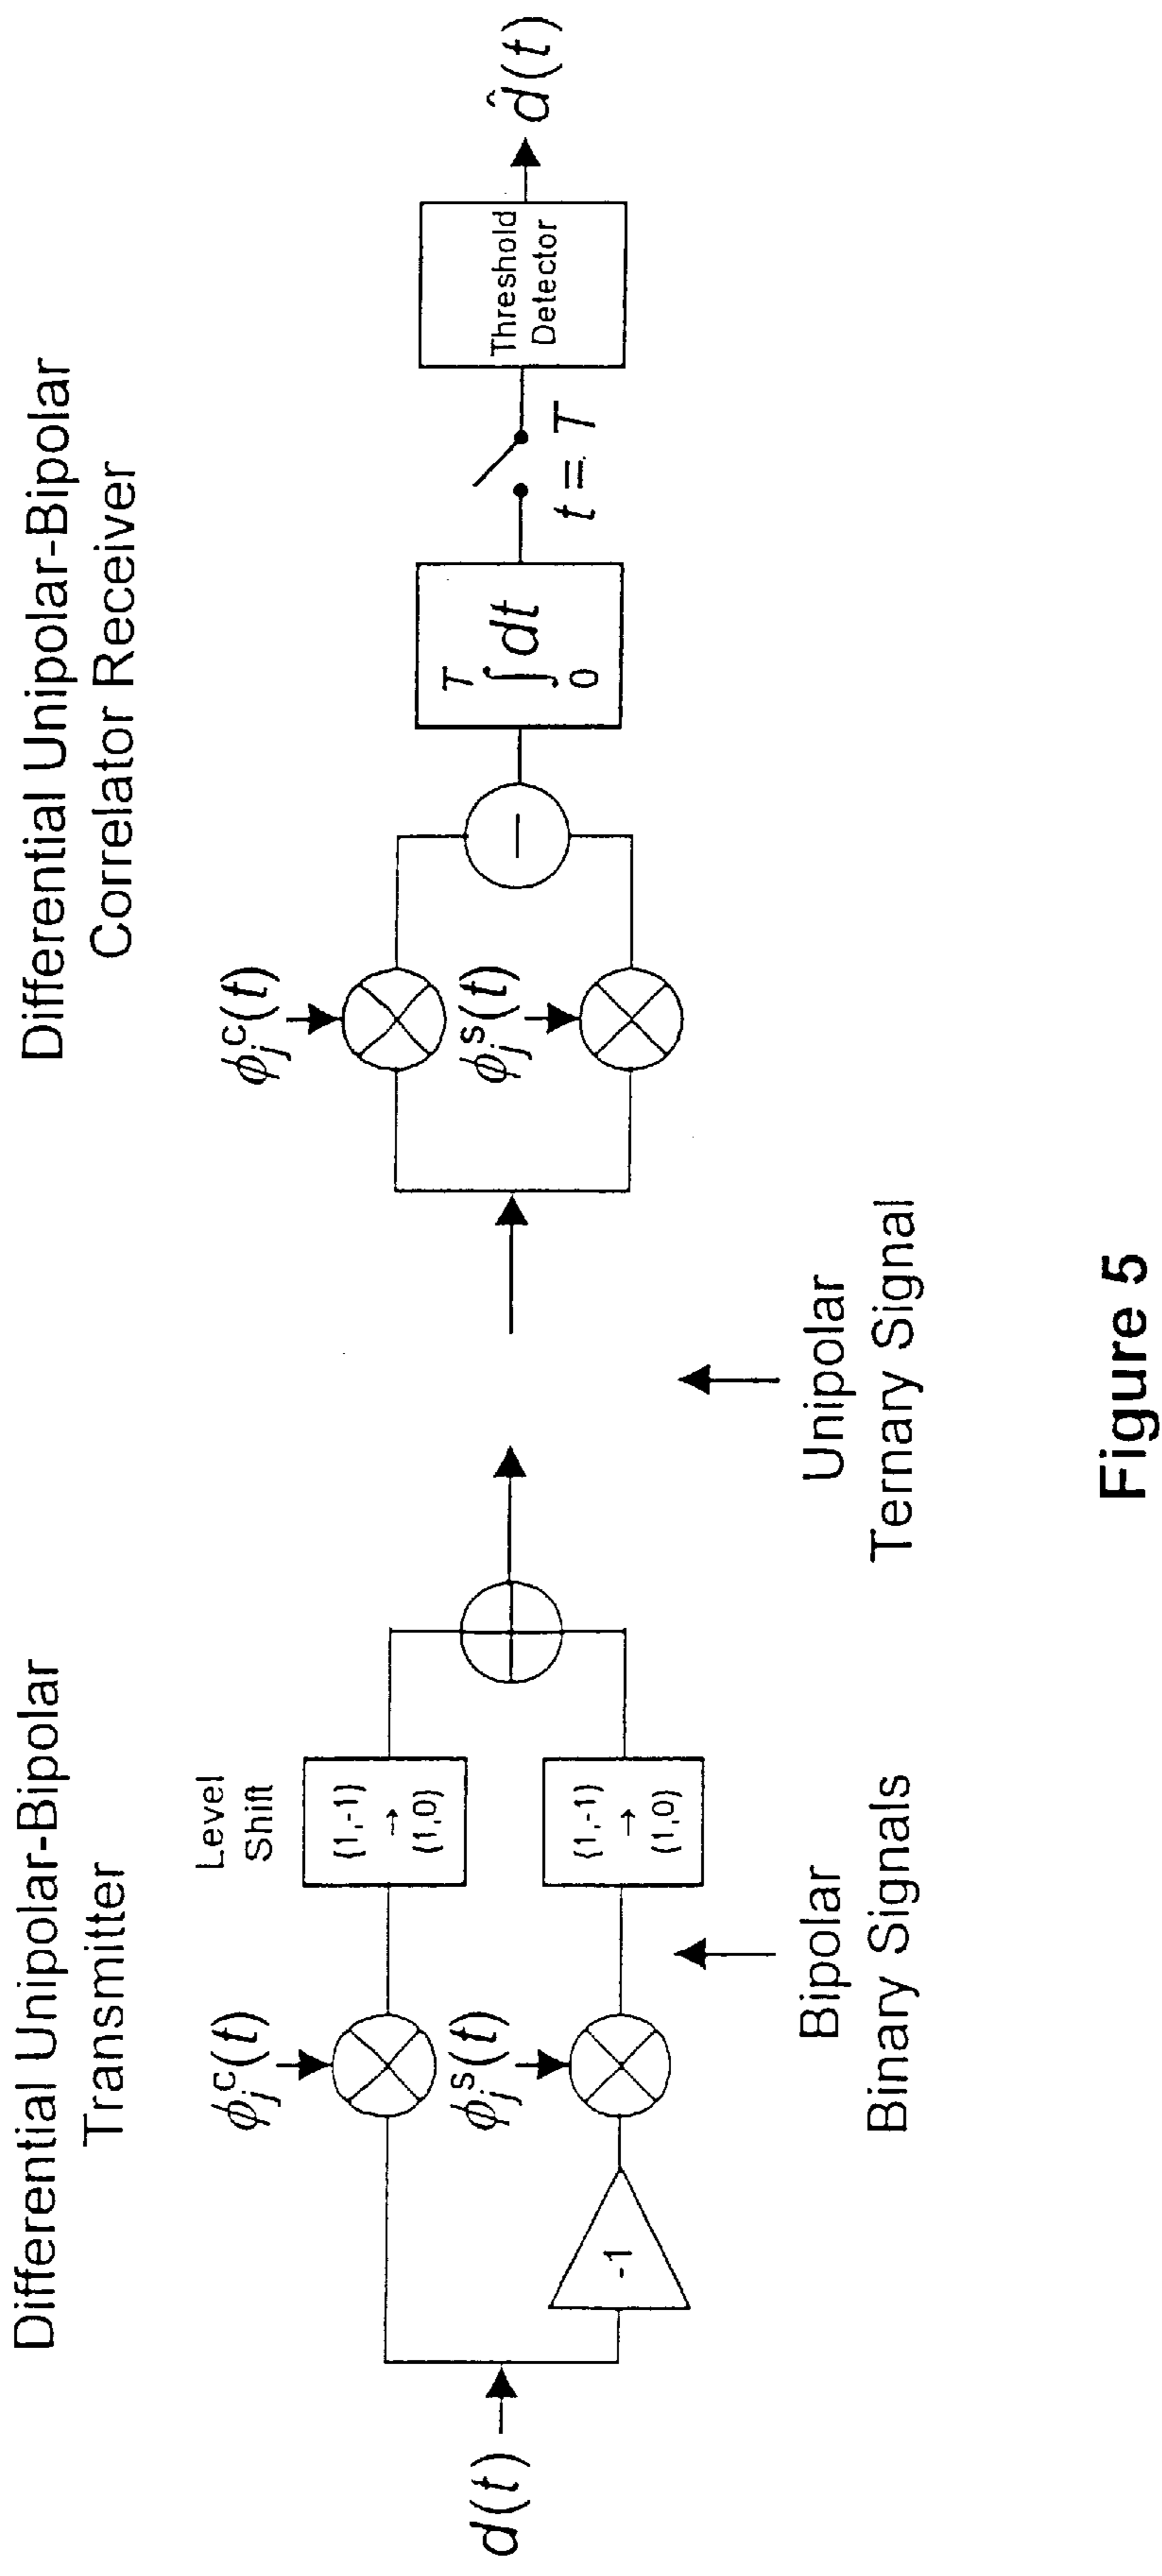 Differential Unipolar-Bipolar
Transmitter
Differential Unipolar-Bipolar
Correlator Receiver
d(t)
-1
ϕⱼᶜ(t)
ϕⱼˢ(t)
Level
Shift
{1,-1}
→
{1,0}
{1,-1}
→
{1,0}
Bipolar
Binary Signals
Unipolar
Ternary Signal
ϕⱼᶜ(t)
ϕⱼˢ(t)
−
T
∫ dt
0
t = T
Threshold
Detector
d̂(t)
Figure 5